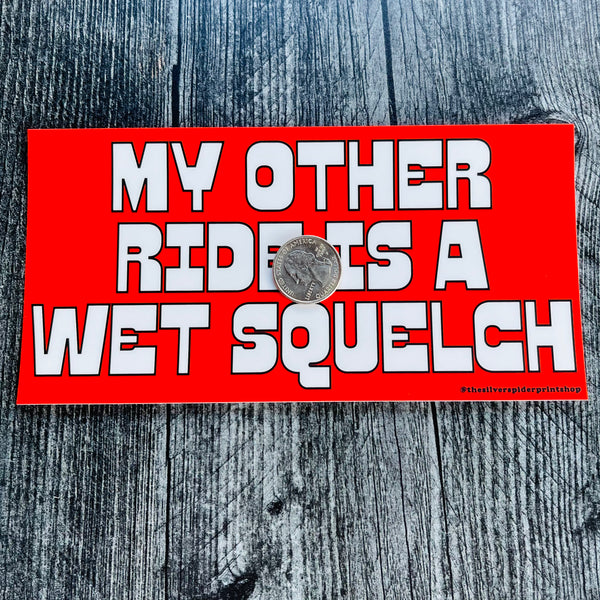 MY OTHER
RIDE IS A
WET SQUELCH
@thesilverspiderprintshop